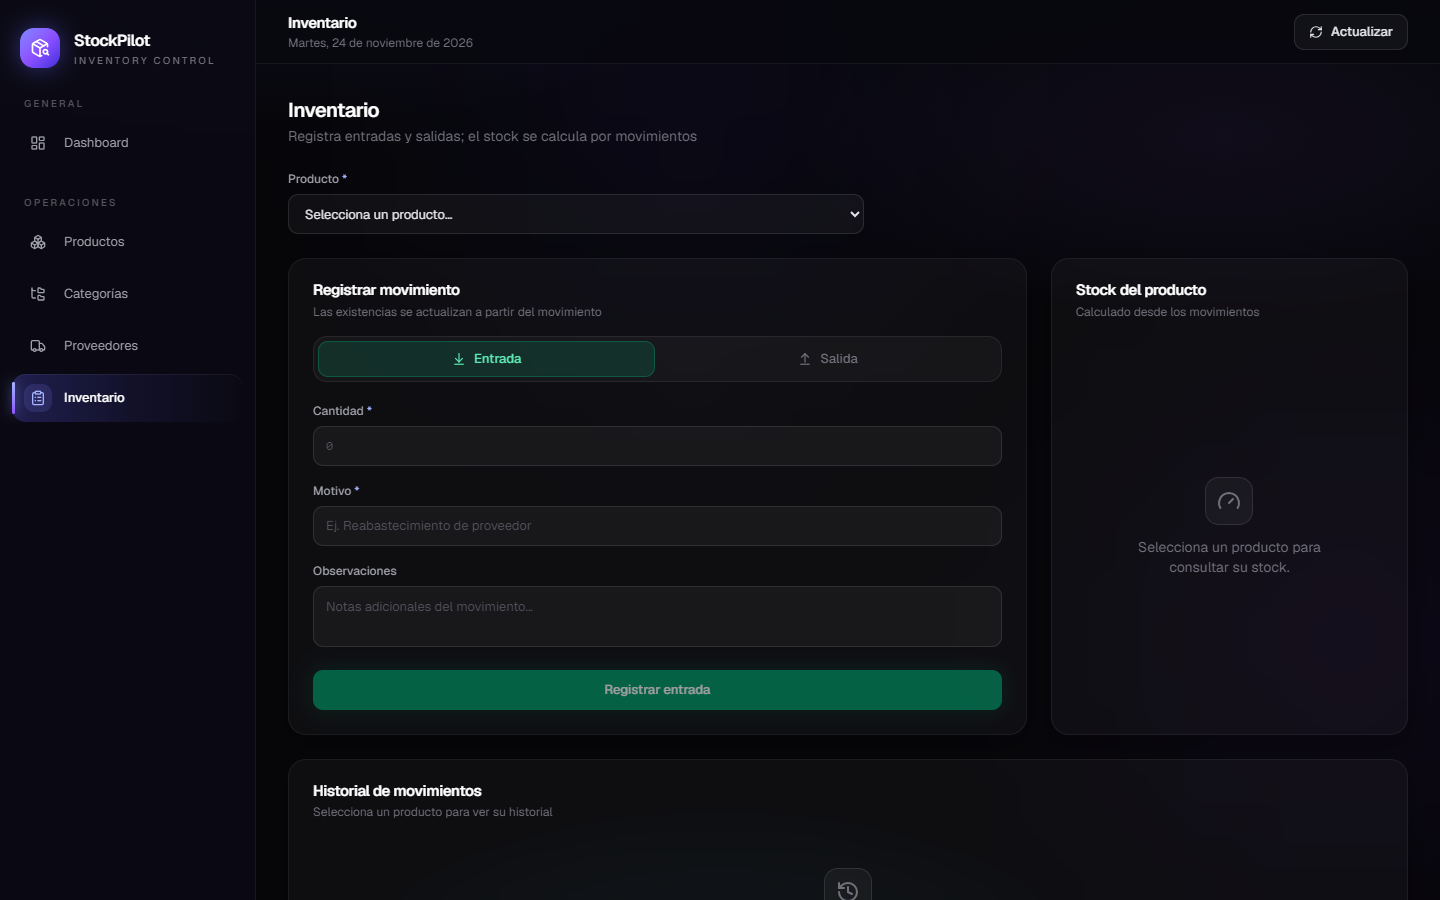 StockPilot
INVENTORY CONTROL
GENERAL
Dashboard
OPERACIONES
Productos
Categorías
Proveedores
Inventario
Inventario
Martes, 24 de noviembre de 2026
Actualizar
Inventario
Registra entradas y salidas; el stock se calcula por movimientos
Producto *
Selecciona un producto...
Registrar movimiento
Las existencias se actualizan a partir del movimiento
Entrada
Salida
Cantidad *
0
Motivo *
Ej. Reabastecimiento de proveedor
Observaciones
Notas adicionales del movimiento...
Registrar entrada
Stock del producto
Calculado desde los movimientos
Selecciona un producto para
consultar su stock.
Historial de movimientos
Selecciona un producto para ver su historial